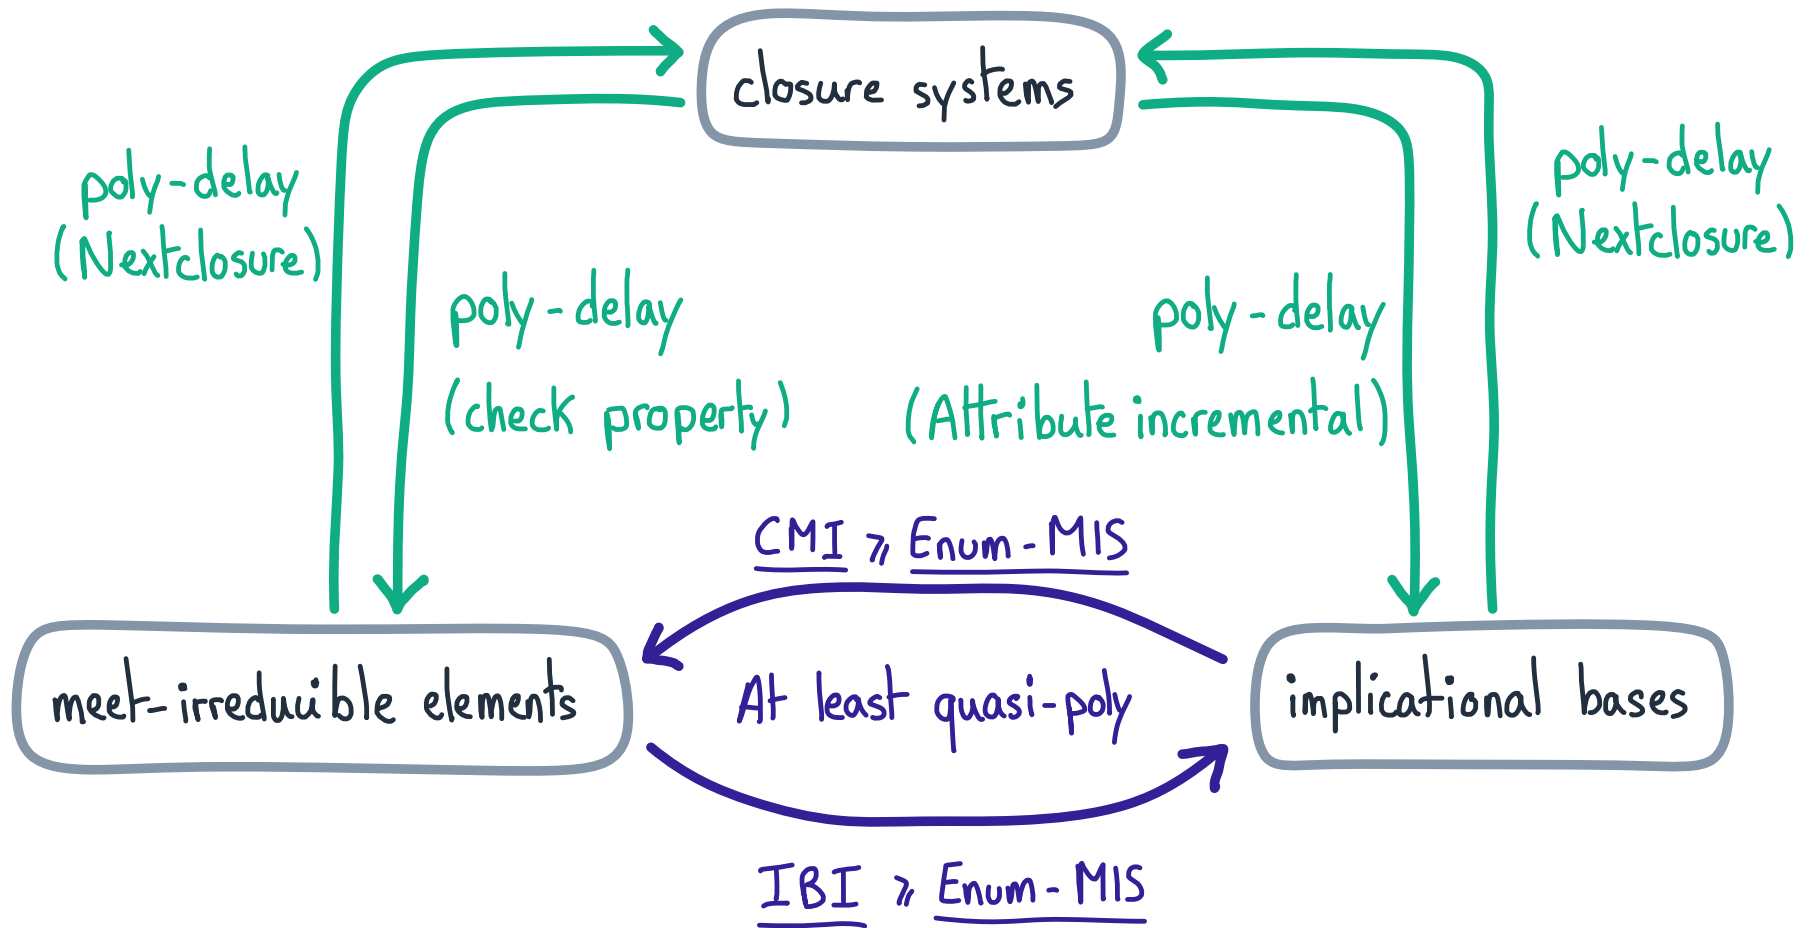 closure systems
poly-delay
(Nextclosure)
poly-delay
(check property)
poly-delay
(Attribute incremental)
poly-delay
(Nextclosure)
CMI ⩾ Enum-MIS
meet-irreducible elements
At least quasi-poly
implicational bases
IBI ⩾ Enum-MIS